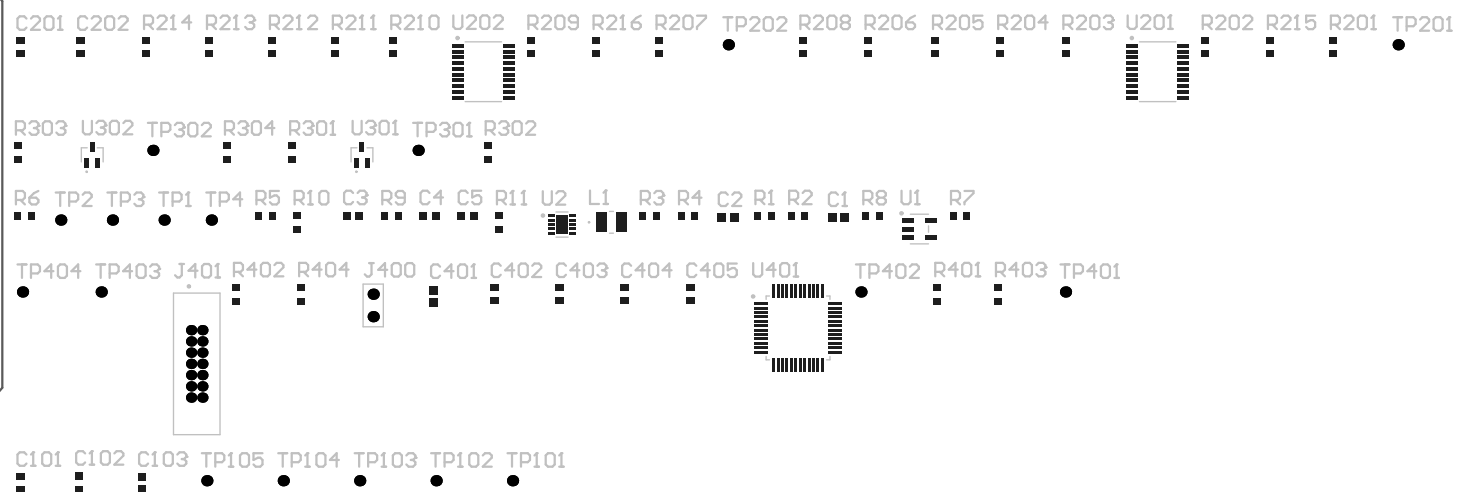 C201 C202 R214 R213 R212 R211 R210 U202 R209 R216 R207 TP202 R208 R206 R205 R204 R203 U201 R202 R215 R201 TP201
R303 U302 TP302 R304 R301 U301 TP301 R302
R6 TP2 TP3 TP1 TP4 R5 R10 C3 R9 C4 C5 R11 U2 L1 R3 R4 C2 R1 R2 C1 R8 U1 R7
TP404 TP403 J401 R402 R404 J400 C401 C402 C403 C404 C405 U401 TP402 R401 R403 TP401
C101 C102 C103 TP105 TP104 TP103 TP102 TP101